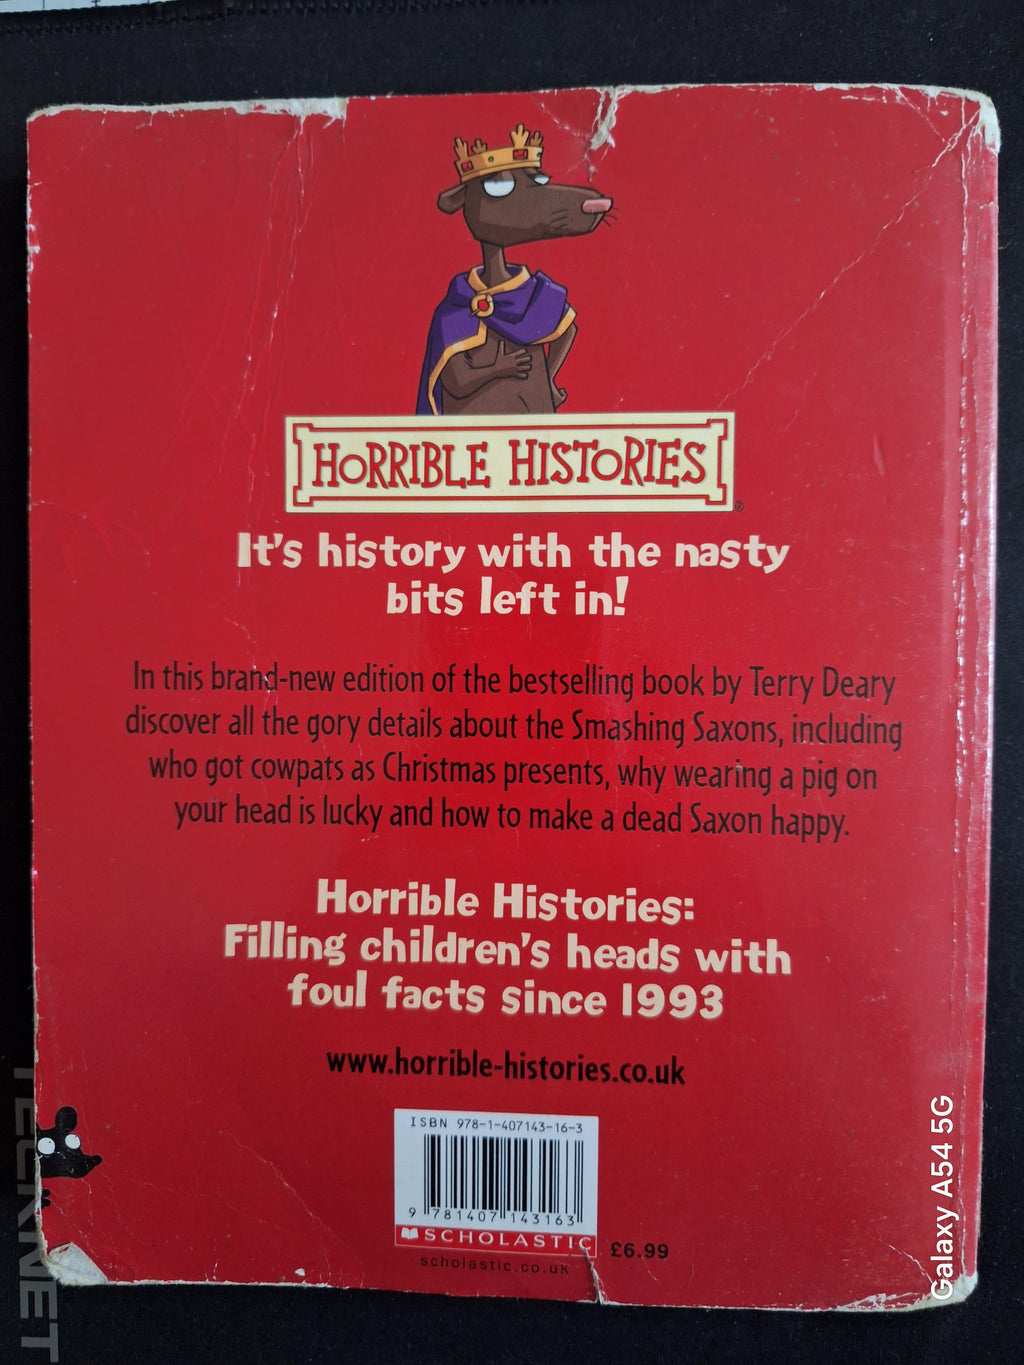 HORRIBLE HISTORIES®
It's history with the nasty
bits left in!
In this brand-new edition of the bestselling book by Terry Deary
discover all the gory details about the Smashing Saxons, including
who got cowpats as Christmas presents, why wearing a pig on
your head is lucky and how to make a dead Saxon happy.
Horrible Histories:
Filling children's heads with
foul facts since 1993
www.horrible-histories.co.uk
ISBN 978-1-407143-16-3
9 781407 143163
SCHOLASTIC
£6.99
scholastic.co.uk
TECKNET
Galaxy A54 5G